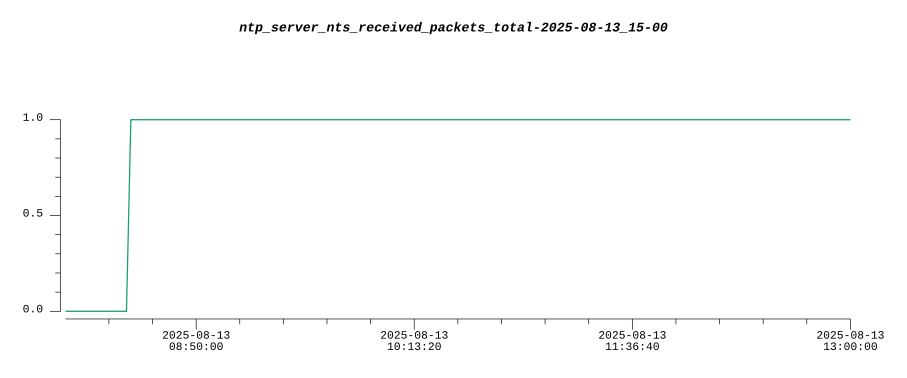 ntp_server_nts_received_packets_total-2025-08-13_15-00
1.0
0.5
0.0
2025-08-13 2025-08-13 2025-08-13 2025-08-13
08:50:00 10:13:20 11:36:40 13:00:00